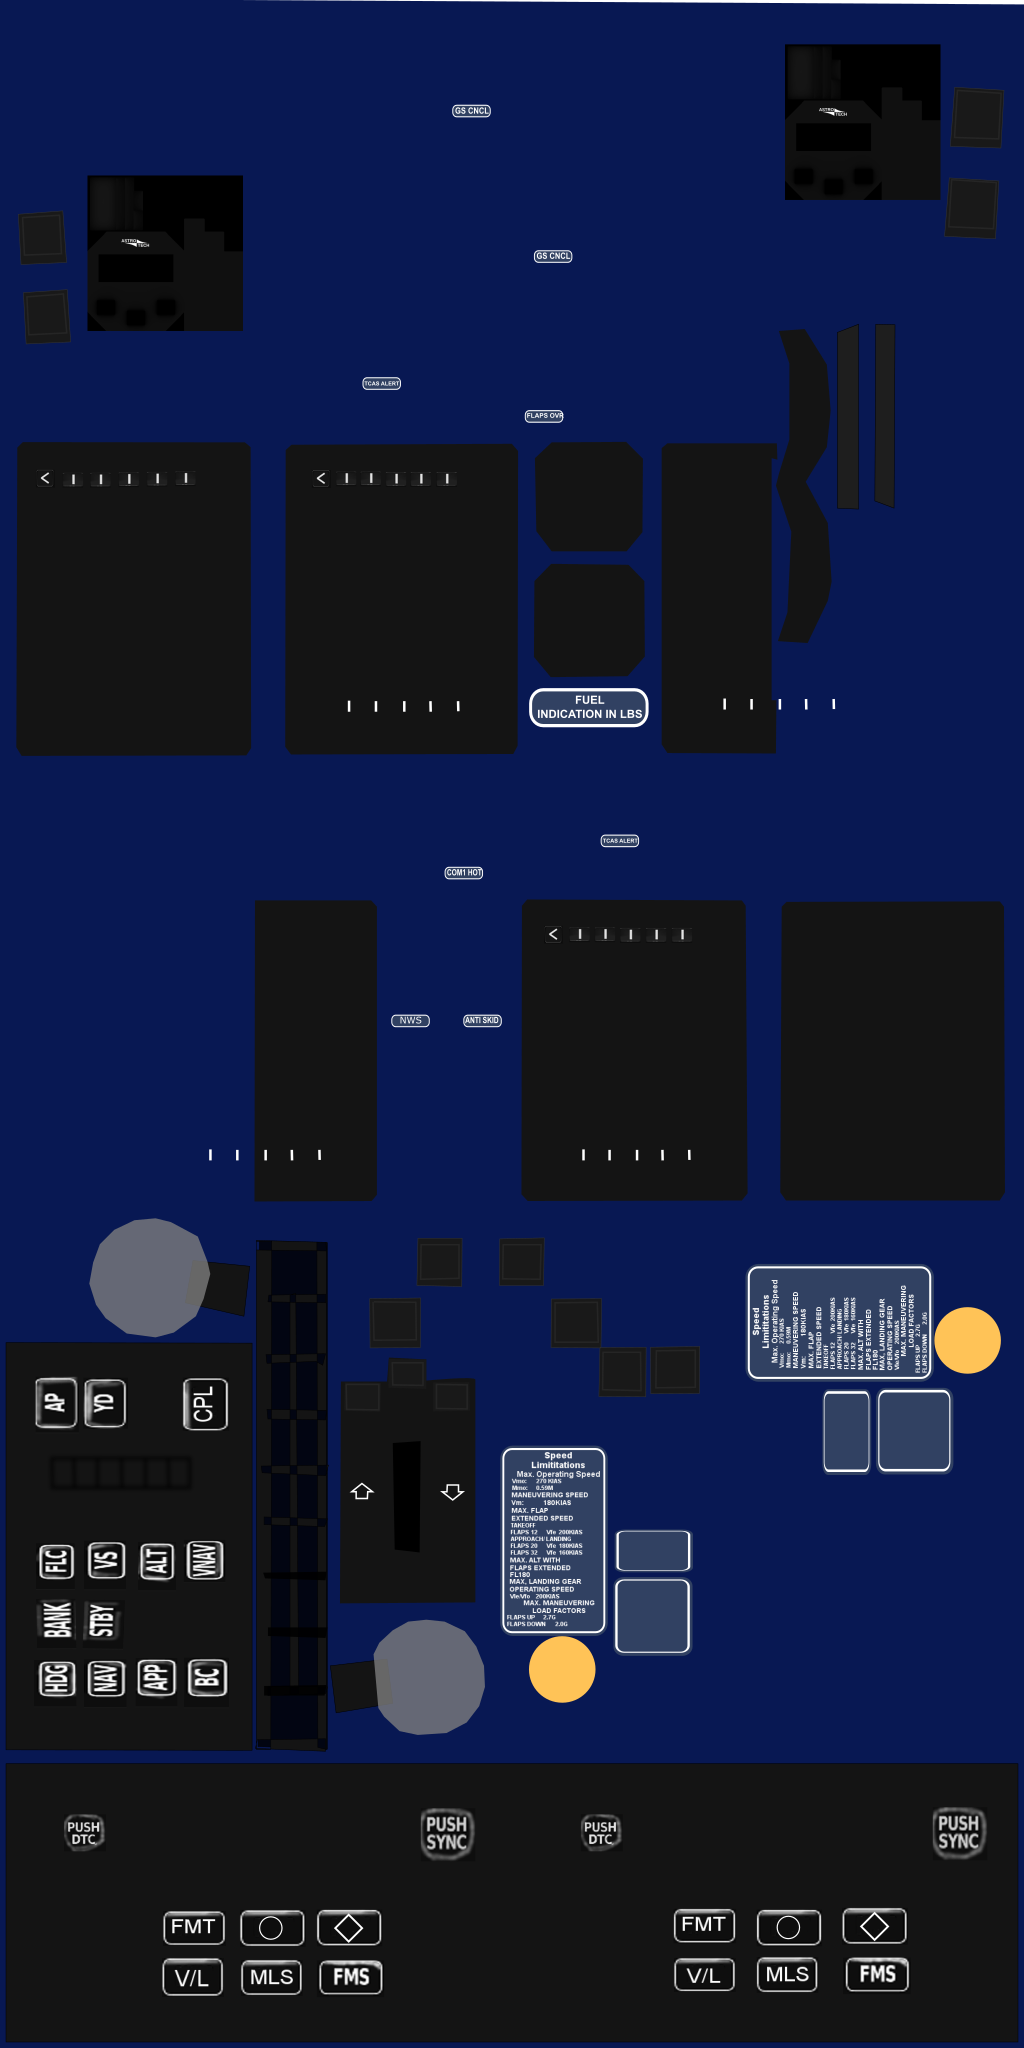 GS CNCL
ASTRO
TECH
ASTRO
TECH
GS CNCL
TCAS ALERT
FLAPS OVR
<
<
FUEL
INDICATION IN LBS
TCAS ALERT
COM1 HOT
<
NWS
ANTI SKID
Speed
Limititations
Max. Operating Speed
Vmo: 270 KIAS
Mmo: 0.59M
MANEUVERING SPEED
Vm: 180KIAS
MAX. FLAP
EXTENDED SPEED
TAKEOFF
FLAPS 12 Vfe 200KIAS
APPROACH/LANDING
FLAPS 20 Vfe 180KIAS
FLAPS 32 Vfe 160KIAS
MAX. ALT WITH
FLAPS EXTENDED
FL180
MAX. LANDING GEAR
OPERATING SPEED
Vle/Vfo 200KIAS
MAX. MANEUVERING
LOAD FACTORS
FLAPS UP 2.7G
FLAPS DOWN 2.0G
AP
YD
CPL
Speed
Limititations
Max. Operating Speed
Vmo: 270 KIAS
Mmo: 0.59M
MANEUVERING SPEED
Vm: 180KIAS
MAX. FLAP
EXTENDED SPEED
TAKEOFF
FLAPS 12 Vfe 200KIAS
APPROACH/LANDING
FLAPS 20 Vfe 180KIAS
FLAPS 32 Vfe 160KIAS
MAX. ALT WITH
FLAPS EXTENDED
FL180
MAX. LANDING GEAR
OPERATING SPEED
Vle/Vfo 200KIAS
MAX. MANEUVERING
LOAD FACTORS
FLAPS UP 2.7G
FLAPS DOWN 2.0G
FLC
VS
ALT
VNAV
BANK
STBY
HDG
NAV
APP
BC
PUSH
DTC
PUSH
SYNC
PUSH
DTC
PUSH
SYNC
FMT
FMT
V/L
MLS
FMS
V/L
MLS
FMS